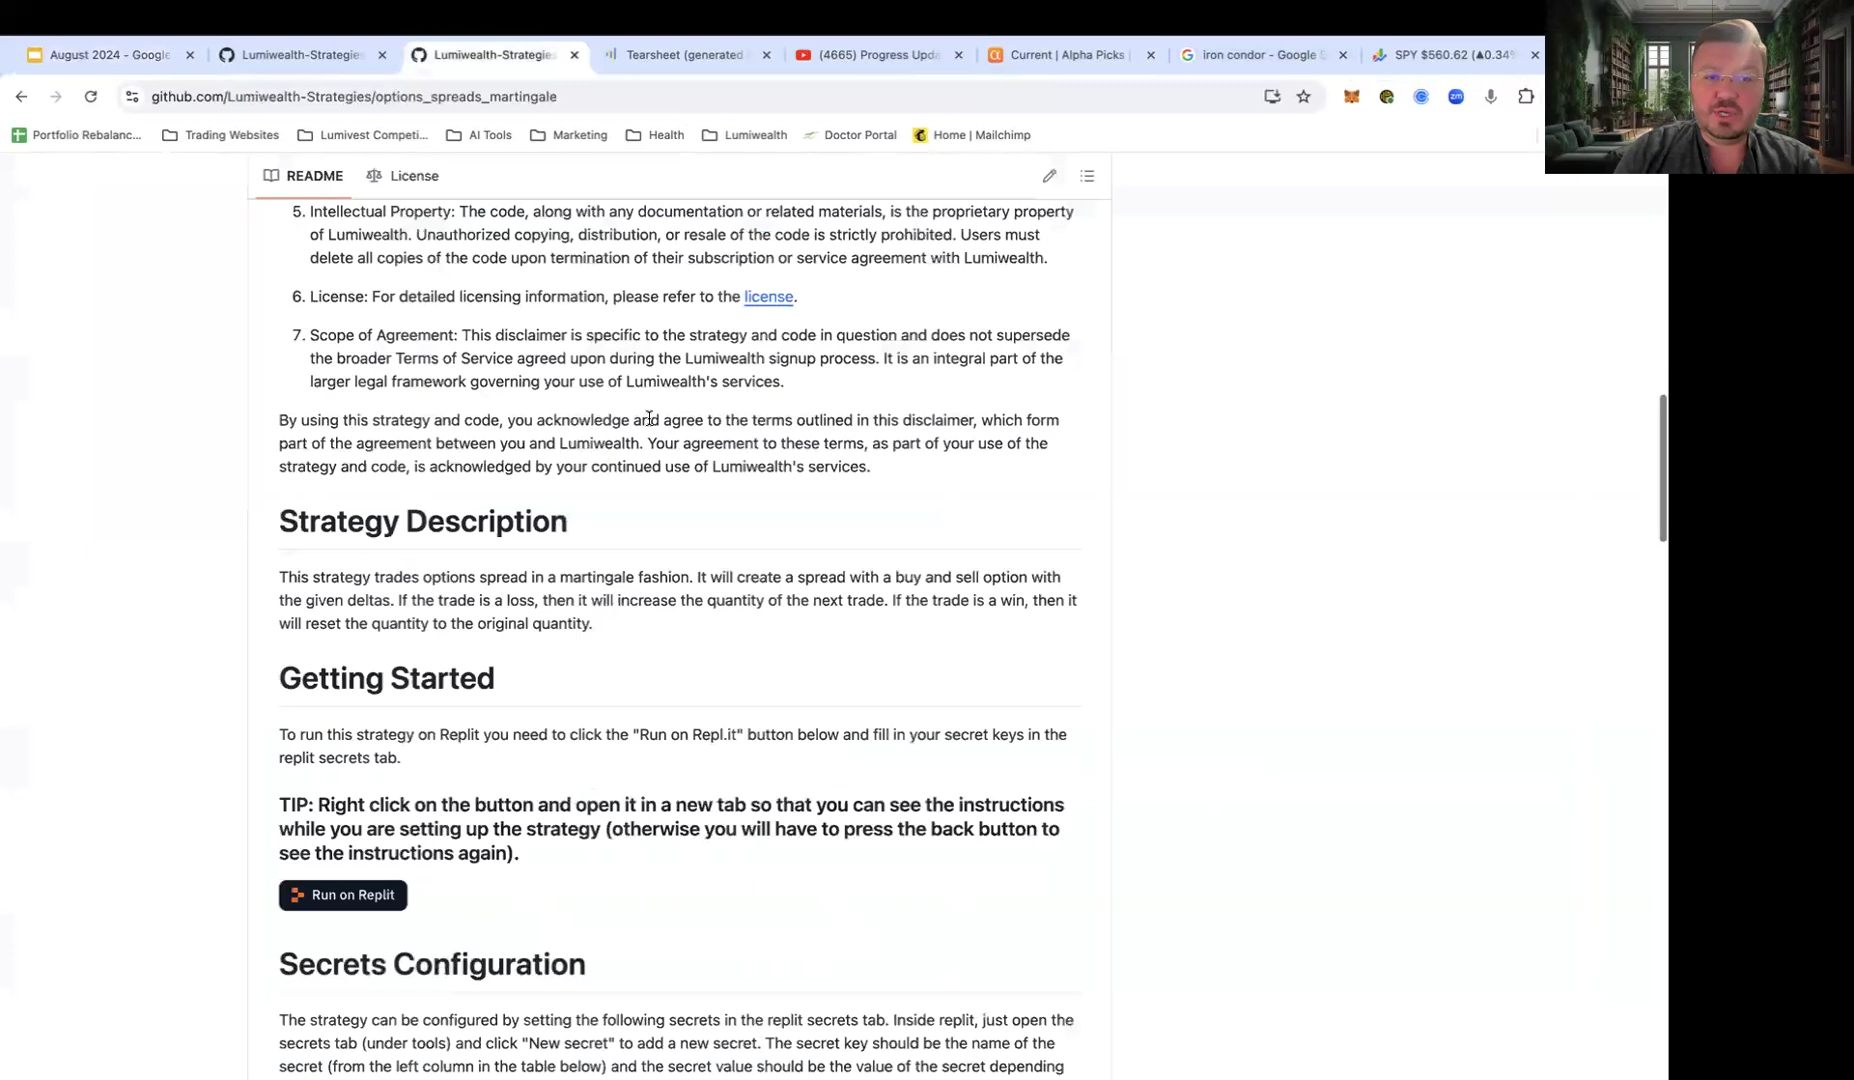 August 2024 - Google
Lumiwealth-Strategies
Lumiwealth-Strategies
Tearsheet (generated
(4665) Progress Upda
Current | Alpha Picks |
iron condor - Google
SPY $560.62 (▲0.34%
github.com/Lumiwealth-Strategies/options_spreads_martingale
zm
Portfolio Rebalanc...
Trading Websites
Lumivest Competi...
AI Tools
Marketing
Health
Lumiwealth
Doctor Portal
Home | Mailchimp
README
License
5. Intellectual Property: The code, along with any documentation or related materials, is the proprietary property
of Lumiwealth. Unauthorized copying, distribution, or resale of the code is strictly prohibited. Users must
delete all copies of the code upon termination of their subscription or service agreement with Lumiwealth.
6. License: For detailed licensing information, please refer to the license.
7. Scope of Agreement: This disclaimer is specific to the strategy and code in question and does not supersede
the broader Terms of Service agreed upon during the Lumiwealth signup process. It is an integral part of the
larger legal framework governing your use of Lumiwealth's services.
By using this strategy and code, you acknowledge and agree to the terms outlined in this disclaimer, which form
part of the agreement between you and Lumiwealth. Your agreement to these terms, as part of your use of the
strategy and code, is acknowledged by your continued use of Lumiwealth's services.
Strategy Description
This strategy trades options spread in a martingale fashion. It will create a spread with a buy and sell option with
the given deltas. If the trade is a loss, then it will increase the quantity of the next trade. If the trade is a win, then it
will reset the quantity to the original quantity.
Getting Started
To run this strategy on Replit you need to click the "Run on Repl.it" button below and fill in your secret keys in the
replit secrets tab.
TIP: Right click on the button and open it in a new tab so that you can see the instructions
while you are setting up the strategy (otherwise you will have to press the back button to
see the instructions again).
Run on Replit
Secrets Configuration
The strategy can be configured by setting the following secrets in the replit secrets tab. Inside replit, just open the
secrets tab (under tools) and click "New secret" to add a new secret. The secret key should be the name of the
secret (from the left column in the table below) and the secret value should be the value of the secret depending